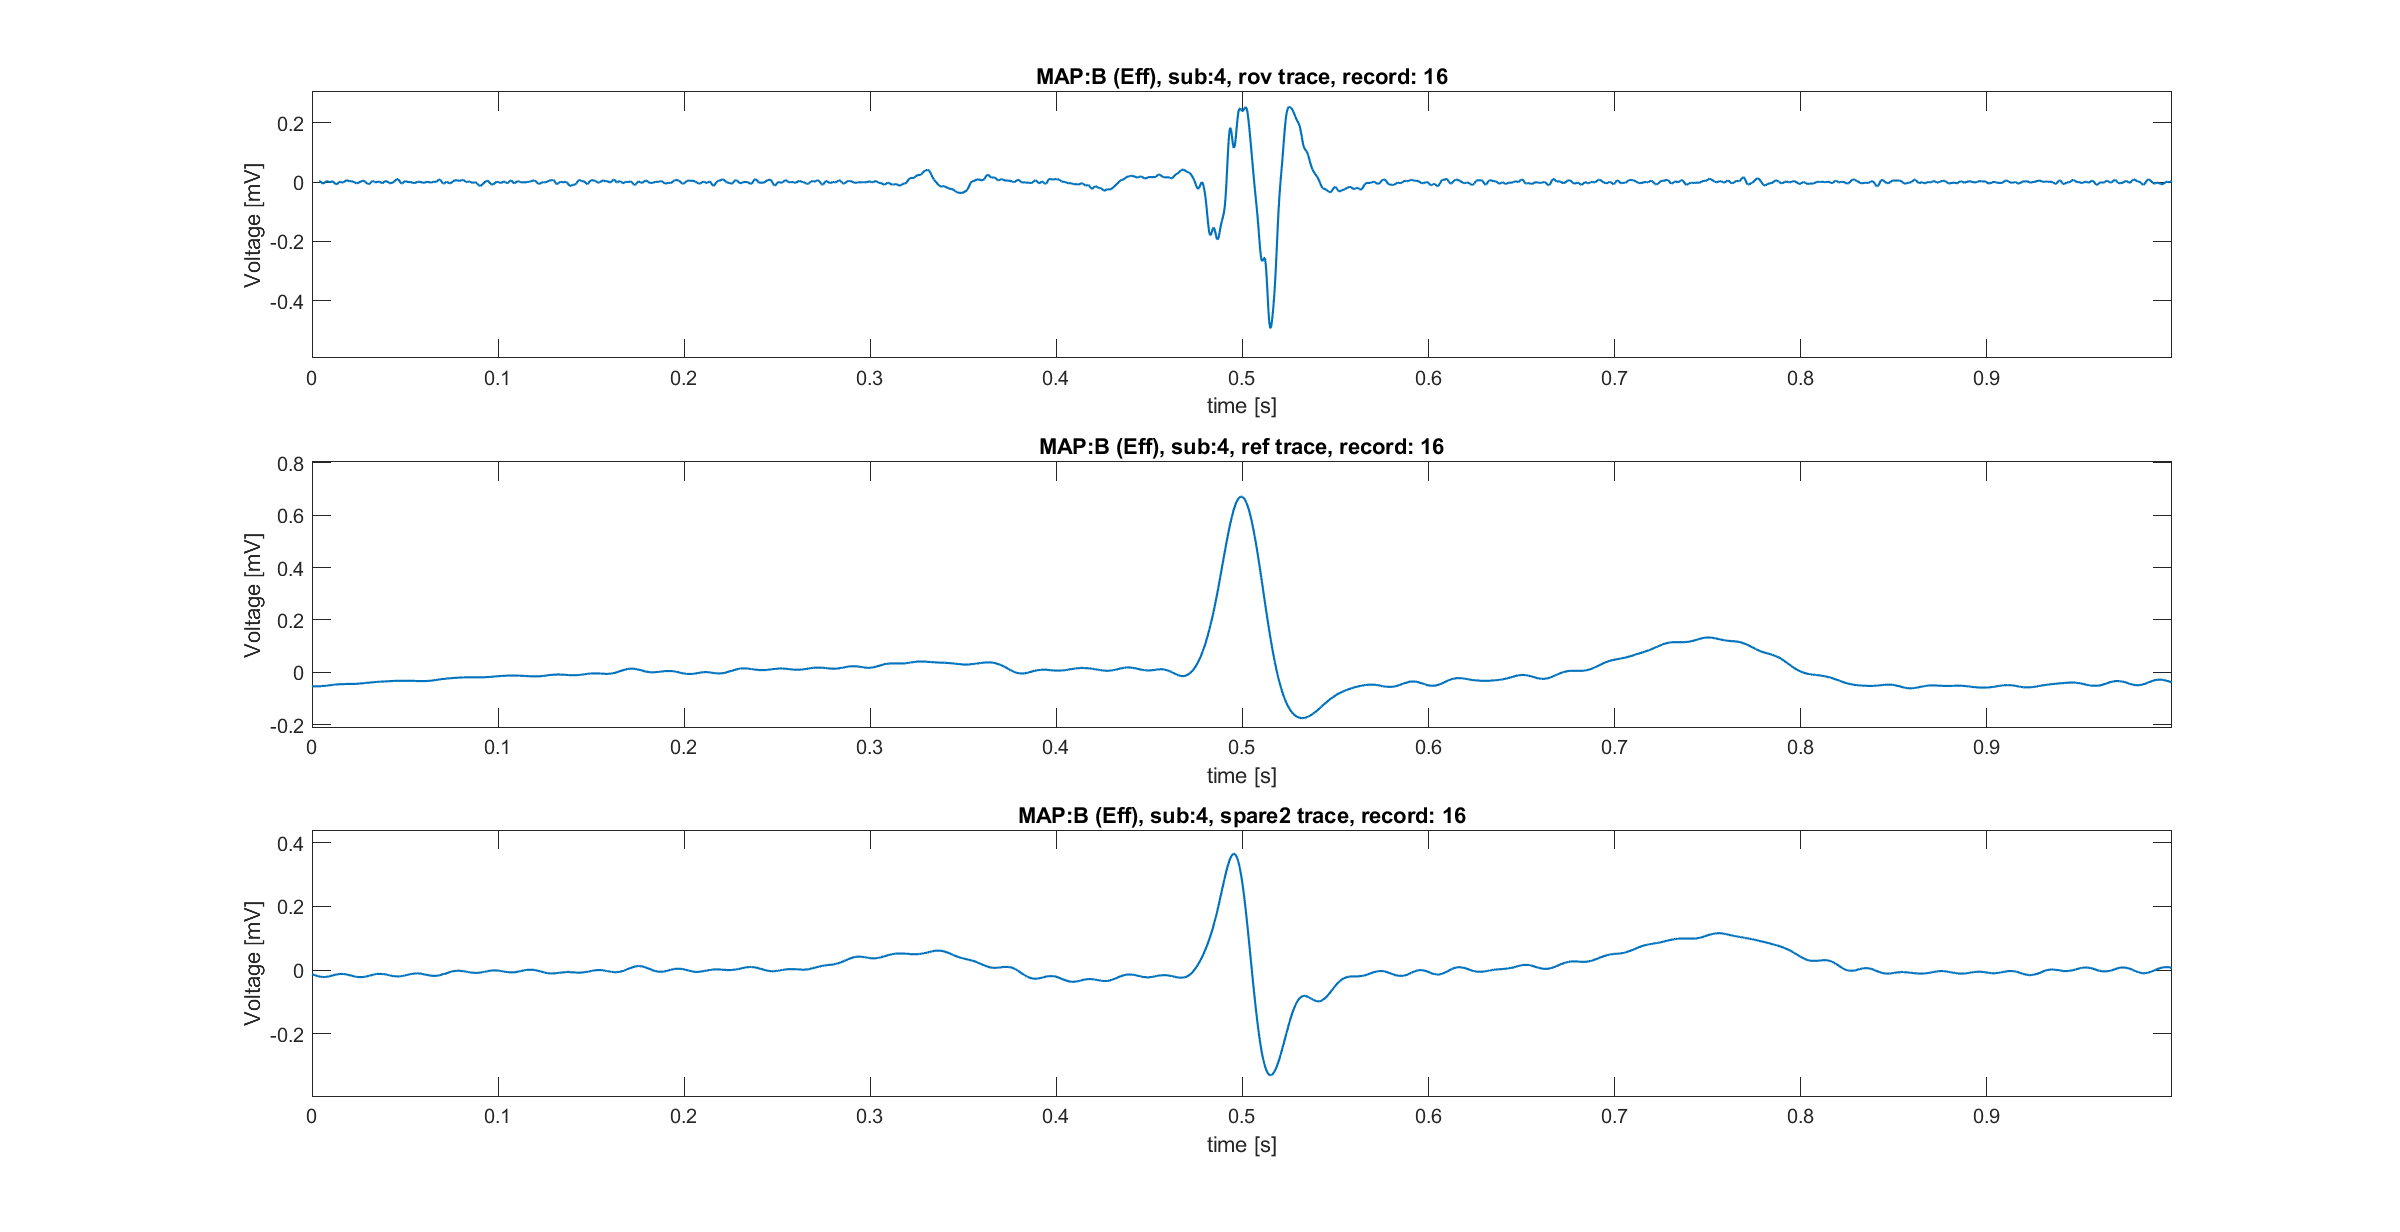 MAP:B (Eff), sub:4, rov trace, record: 16
Voltage [mV]
0.2
0
-0.2
-0.4
0 0.1 0.2 0.3 0.4 0.5 0.6 0.7 0.8 0.9
time [s]
MAP:B (Eff), sub:4, ref trace, record: 16
Voltage [mV]
0.8
0.6
0.4
0.2
0
-0.2
0 0.1 0.2 0.3 0.4 0.5 0.6 0.7 0.8 0.9
time [s]
MAP:B (Eff), sub:4, spare2 trace, record: 16
Voltage [mV]
0.4
0.2
0
-0.2
0 0.1 0.2 0.3 0.4 0.5 0.6 0.7 0.8 0.9
time [s]